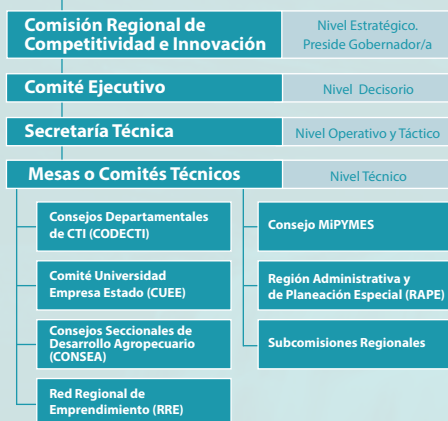 Comisión Regional de
Competitividad e Innovación
Nivel Estratégico.
Preside Gobernador/a
Comité Ejecutivo
Nivel Decisorio
Secretaría Técnica
Nivel Operativo y Táctico
Mesas o Comités Técnicos
Nivel Técnico
Consejos Departamentales
de CTI (CODECTI)
Comité Universidad
Empresa Estado (CUEE)
Consejos Seccionales de
Desarrollo Agropecuario
(CONSEA)
Red Regional de
Emprendimiento (RRE)
Consejo MiPYMES
Región Administrativa y
de Planeación Especial (RAPE)
Subcomisiones Regionales